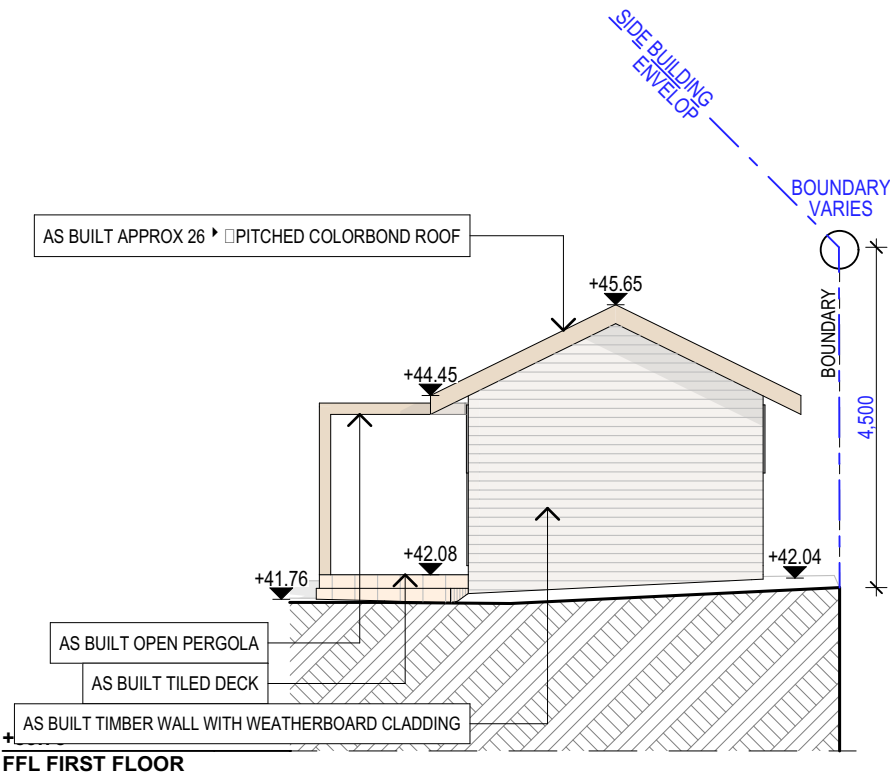 SIDE BUILDING
ENVELOP
BOUNDARY
VARIES
AS BUILT APPROX 26 PITCHED COLORBOND ROOF
+45.65
BOUNDARY
+44.45
4,500
+42.08
+42.04
+41.76
AS BUILT OPEN PERGOLA
AS BUILT TILED DECK
AS BUILT TIMBER WALL WITH WEATHERBOARD CLADDING
FFL FIRST FLOOR